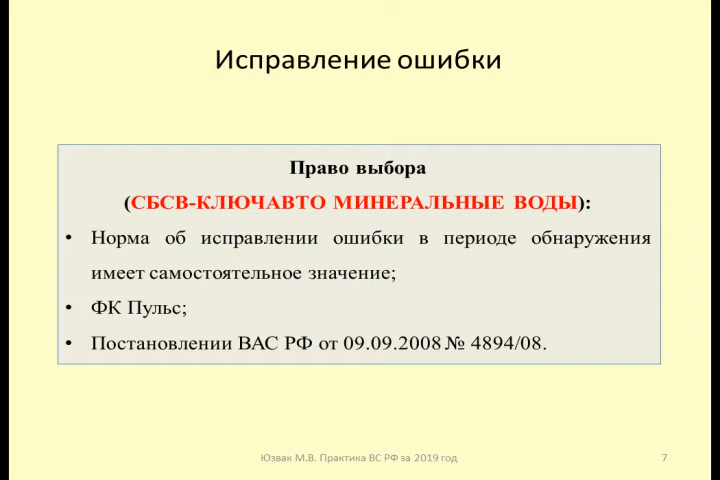 Исправление ошибки
Право выбора
(СБСВ-КЛЮЧАВТО МИНЕРАЛЬНЫЕ ВОДЫ):
• Норма об исправлении ошибки в периоде обнаружения
имеет самостоятельное значение;
• ФК Пульс;
• Постановлении ВАС РФ от 09.09.2008 № 4894/08.
Юзвак М.В. Практика ВС РФ за 2019 год
7